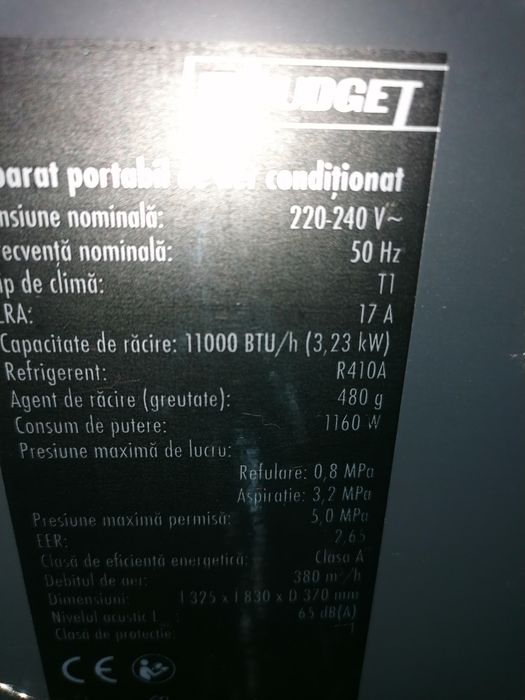 UDGET
parat portabil de aer condiționat
nsiune nominală: 220-240 V~
ecvență nominală: 50 Hz
ip de climă: T1
LRA: 17 A
Capacitate de răcire: 11000 BTU/h (3,23 kW)
Refrigerent: R410A
Agent de răcire (greutate): 480 g
Consum de putere: 1160 W
Presiune maximă de lucru:
Refulare: 0,8 MPa
Aspirație: 3,2 MPa
Presiune maximă permisă: 5,0 MPa
EER: 2,65
Clasă de eficiență energetică: Clasa A
Debitul de aer: 380 m³/h
Dimensiuni: Î 325 x l 830 x D 370 mm
Nivelul acustic L 65 dB(A)
Clasă de protecție: I
CE